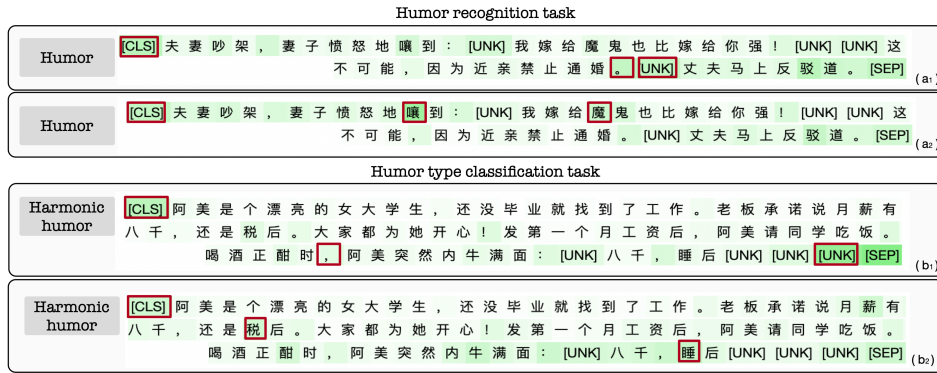 Humor recognition task
Humor
[CLS] 夫 妻 吵 架 ， 妻 子 愤 怒 地 嚷 到 ： [UNK] 我 嫁 给 魔 鬼 也 比 嫁 给 你 强 ！ [UNK] [UNK] 这
不 可 能 ， 因 为 近 亲 禁 止 通 婚 。 [UNK] 丈 夫 马 上 反 驳 道 。 [SEP]
(a1)
Humor
[CLS] 夫 妻 吵 架 ， 妻 子 愤 怒 地 嚷 到 ： [UNK] 我 嫁 给 魔 鬼 也 比 嫁 给 你 强 ！ [UNK] [UNK] 这
不 可 能 ， 因 为 近 亲 禁 止 通 婚 。 [UNK] 丈 夫 马 上 反 驳 道 。 [SEP]
(a2)
Humor type classification task
Harmonic
humor
[CLS] 阿 美 是 个 漂 亮 的 女 大 学 生 ， 还 没 毕 业 就 找 到 了 工 作 。 老 板 承 诺 说 月 薪 有
八 千 ， 还 是 税 后 。 大 家 都 为 她 开 心 ！ 发 第 一 个 月 工 资 后 ， 阿 美 请 同 学 吃 饭 。
喝 酒 正 酣 时 ， 阿 美 突 然 内 牛 满 面 ： [UNK] 八 千 ， 睡 后 [UNK] [UNK] [UNK] [SEP]
(b1)
Harmonic
humor
[CLS] 阿 美 是 个 漂 亮 的 女 大 学 生 ， 还 没 毕 业 就 找 到 了 工 作 。 老 板 承 诺 说 月 薪 有
八 千 ， 还 是 税 后 。 大 家 都 为 她 开 心 ！ 发 第 一 个 月 工 资 后 ， 阿 美 请 同 学 吃 饭 。
喝 酒 正 酣 时 ， 阿 美 突 然 内 牛 满 面 ： [UNK] 八 千 ， 睡 后 [UNK] [UNK] [UNK] [SEP]
(b2)